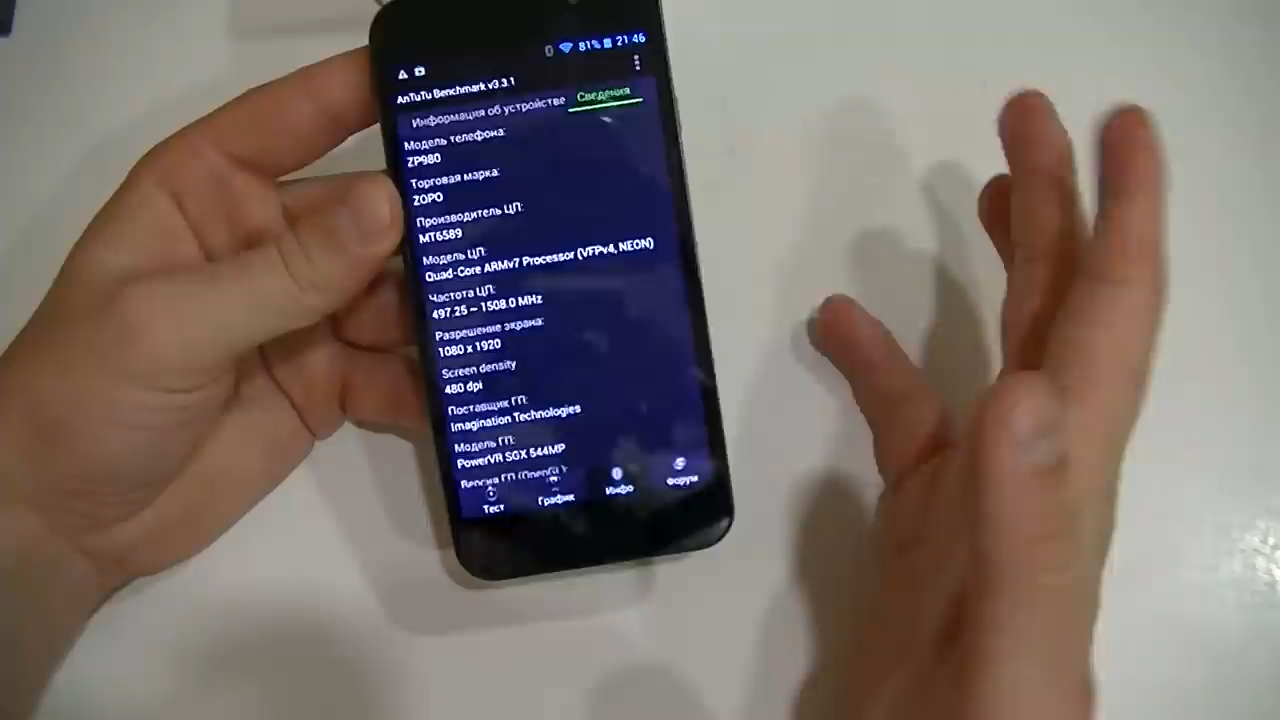 81% 21:46
AnTuTu Benchmark v3.3.1
Информация об устройстве Сведения
Модель телефона:
ZP980
Торговая марка:
ZOPO
Производитель ЦП:
MT6589
Модель ЦП:
Quad-Core ARMv7 Processor (VFPv4, NEON)
Частота ЦП:
497.25 ~ 1508.0 MHz
Разрешение экрана:
1080 x 1920
Screen density
480 dpi
Поставщик ГП:
Imagination Technologies
Модель ГП:
PowerVR SGX 544MP
Версия ГП (OpenGL):
Тест График Инфо Форум